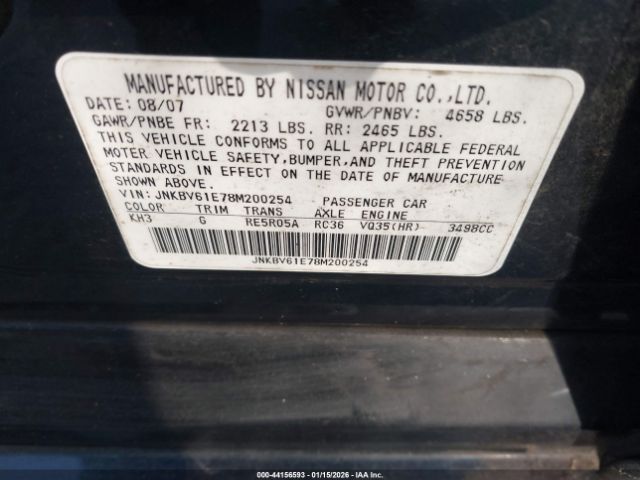 MANUFACTURED BY NISSAN MOTOR CO.,LTD.
DATE: 08/07 GVWR/PNBV: 4658 LBS.
GAWR/PNBE FR: 2213 LBS. RR: 2465 LBS.
THIS VEHICLE CONFORMS TO ALL APPLICABLE FEDERAL
MOTOR VEHICLE SAFETY,BUMPER,AND THEFT PREVENTION
STANDARDS IN EFFECT ON THE DATE OF MANUFACTURE
SHOWN ABOVE.
VIN: JNKBV61E78M200254 PASSENGER CAR
COLOR TRIM TRANS AXLE ENGINE
KH3 G RE5R05A RC36 VQ35(HR) 3498CC
JNKBV61E78M200254
000-44156593 - 01/15/2026 - IAAI.COM